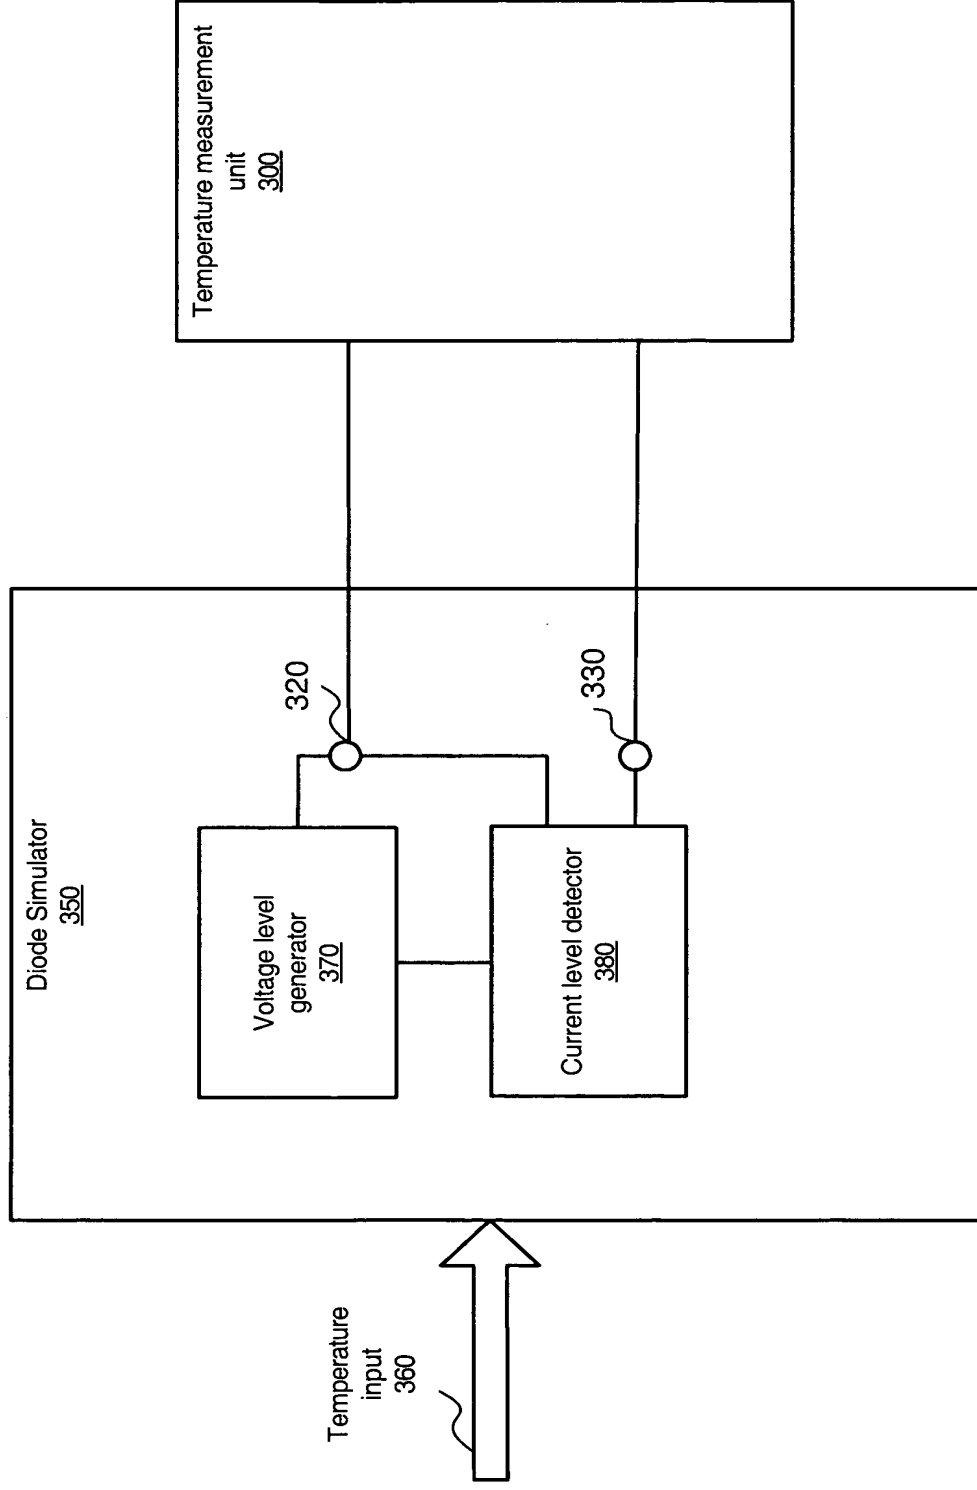 Temperature
input
360
Diode Simulator
350
Voltage level
generator
370
Current level detector
380
320
330
Temperature measurement
unit
300